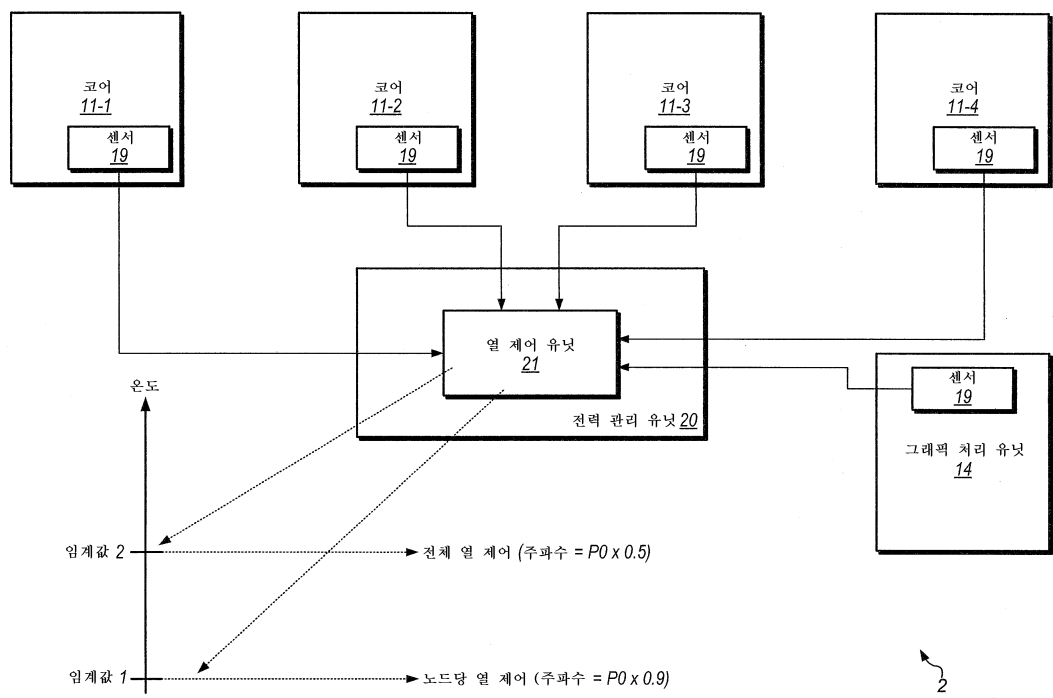 코어
11-1
센서
19
코어
11-2
센서
19
코어
11-3
센서
19
코어
11-4
센서
19
열 제어 유닛
21
전력 관리 유닛 20
센서
19
그래픽 처리 유닛
14
온도
임계값 2
전체 열 제어 (주파수 = P0 x 0.5)
임계값 1
노드당 열 제어 (주파수 = P0 x 0.9)
2